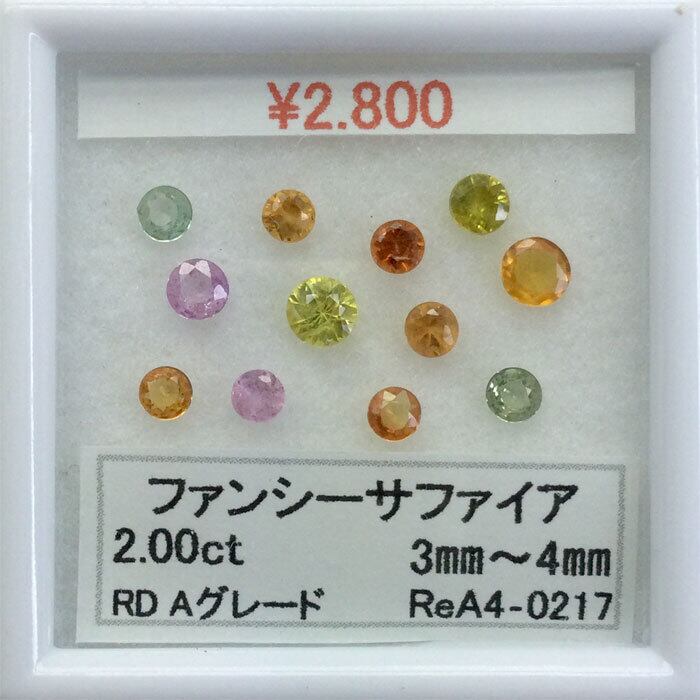 ¥2.800
ファンシーサファイア
2.00ct 3mm～4mm
RD Aグレード ReA4-0217